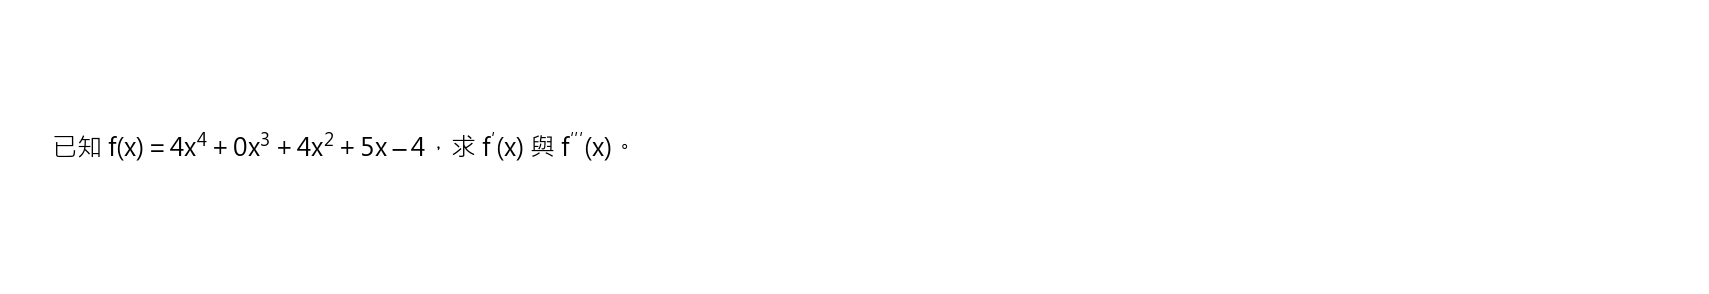 已知 f(x) = 4x⁴ + 0x³ + 4x² + 5x − 4，求 f′(x) 與 f′′′(x)。